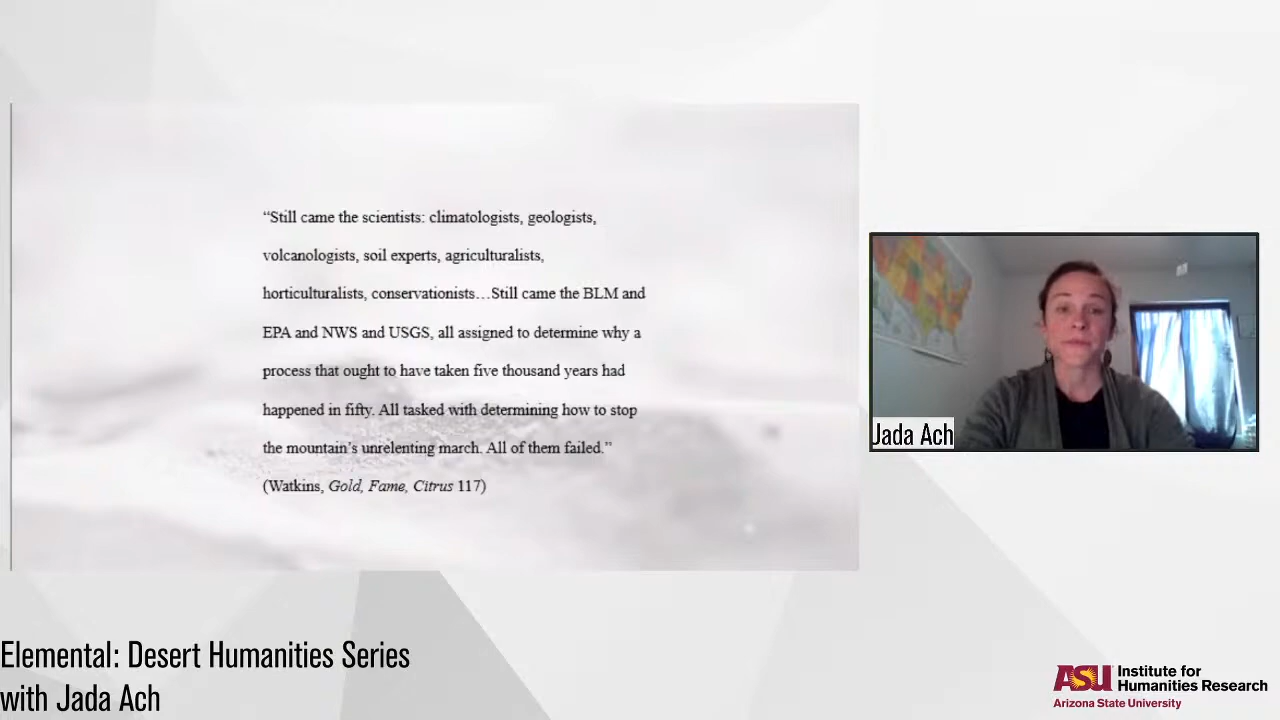 “Still came the scientists: climatologists, geologists,
volcanologists, soil experts, agriculturalists,
horticulturalists, conservationists…Still came the BLM and
EPA and NWS and USGS, all assigned to determine why a
process that ought to have taken five thousand years had
happened in fifty. All tasked with determining how to stop
the mountain’s unrelenting march. All of them failed.”
(Watkins, Gold, Fame, Citrus 117)
Jada Ach
Elemental: Desert Humanities Series
with Jada Ach
ASU Institute for
Humanities Research
Arizona State University